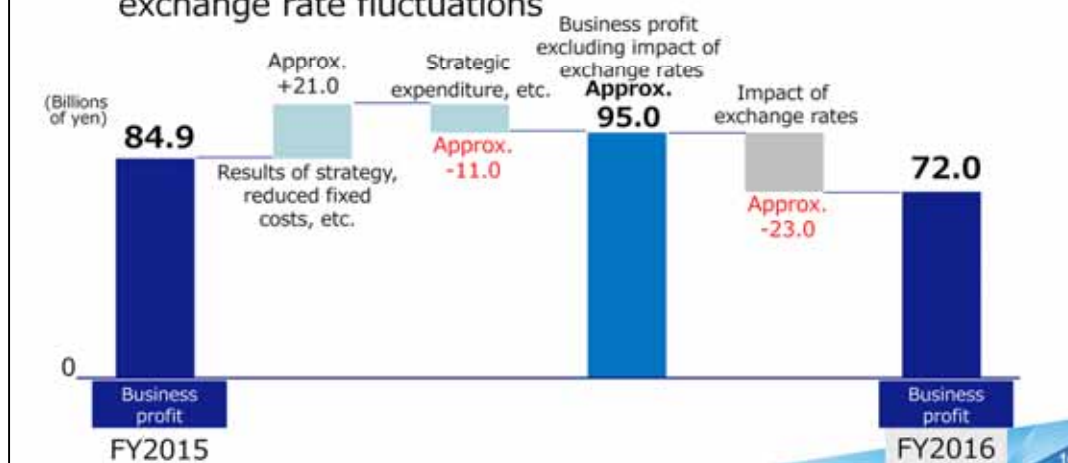 exchange rate fluctuations
(Billions
of yen)
84.9
Approx.
+21.0
Results of strategy,
reduced fixed
costs, etc.
Strategic
expenditure, etc.
Approx.
-11.0
Business profit
excluding impact of
exchange rates
Approx.
95.0
Impact of
exchange rates
Approx.
-23.0
72.0
0
Business
profit
FY2015
Business
profit
FY2016